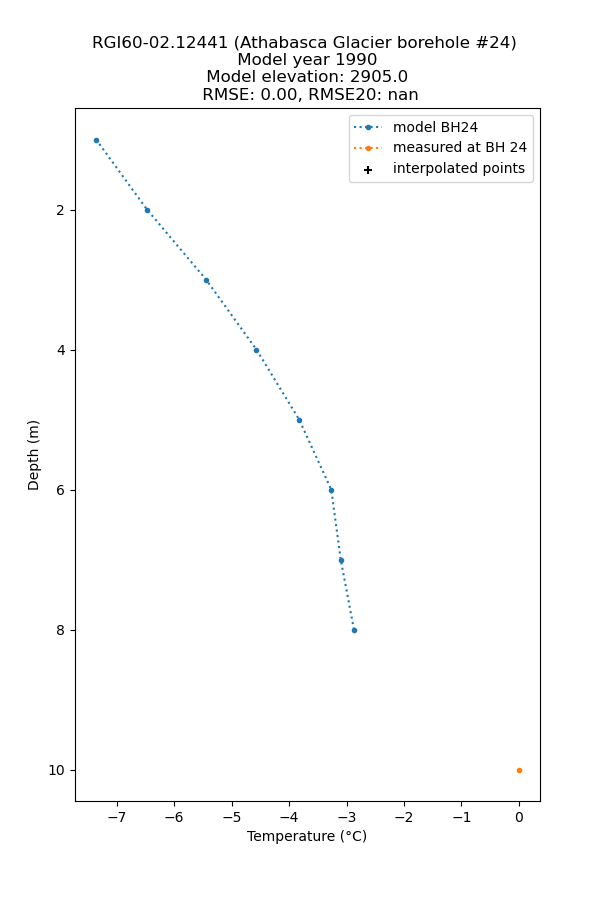 RGI60-02.12441 (Athabasca Glacier borehole #24)
Model year 1990
Model elevation: 2905.0
RMSE: 0.00, RMSE20: nan
model BH24
measured at BH 24
interpolated points
2
4
6
8
10
Depth (m)
−7
−6
−5
−4
−3
−2
−1
0
Temperature (°C)